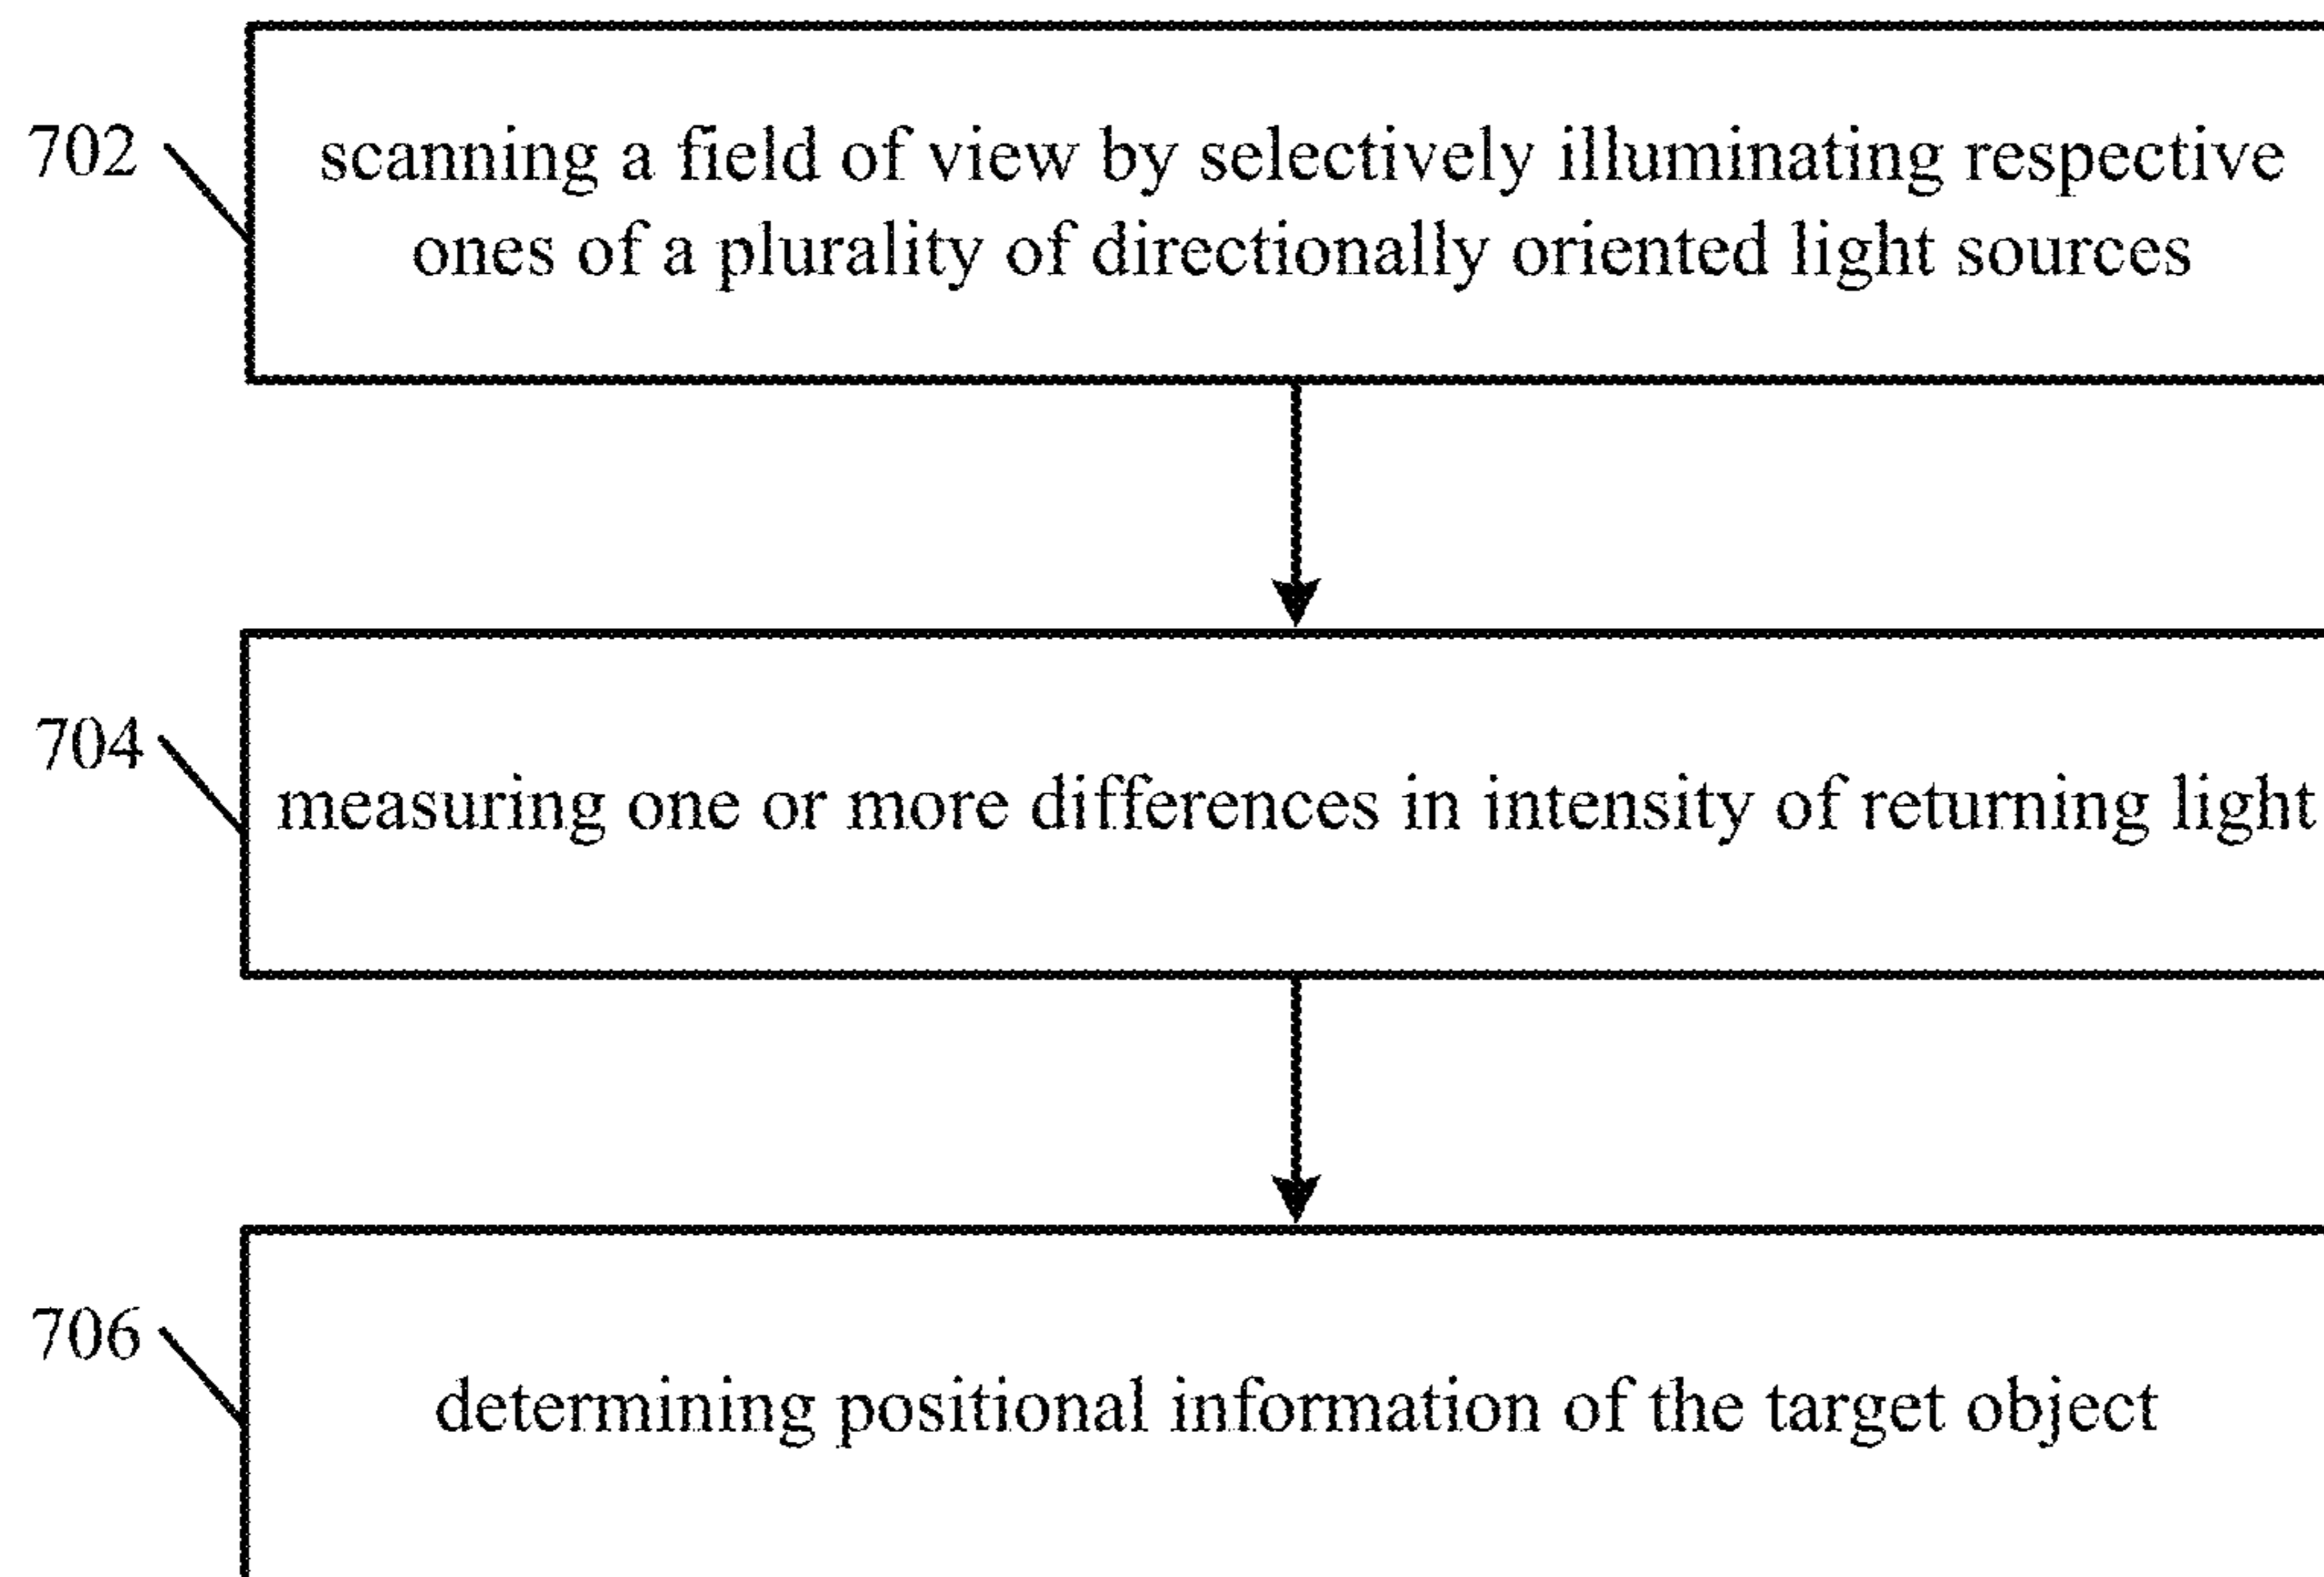 702
scanning a field of view by selectively illuminating respective
ones of a plurality of directionally oriented light sources
704
measuring one or more differences in intensity of returning light
706
determining positional information of the target object